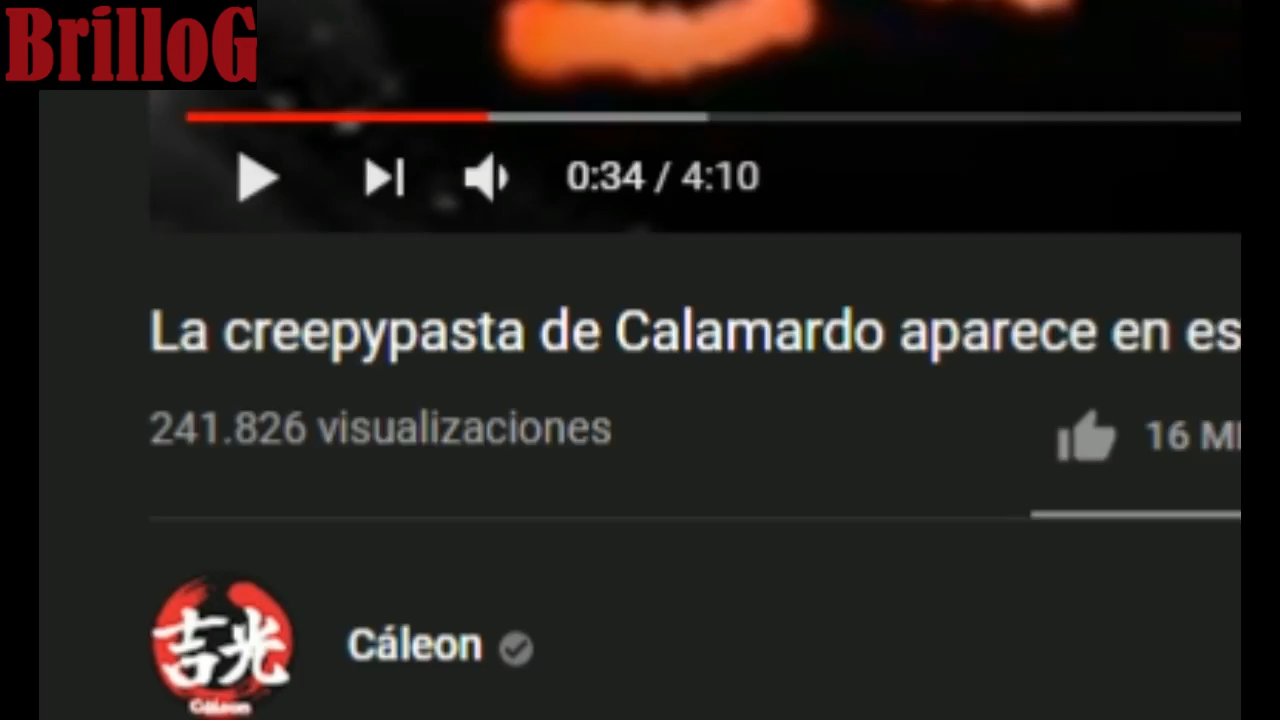 BrilloG
0:34 / 4:10
La creepypasta de Calamardo aparece en es
241.826 visualizaciones
16 M
吉光
Cáleon
Cáleon